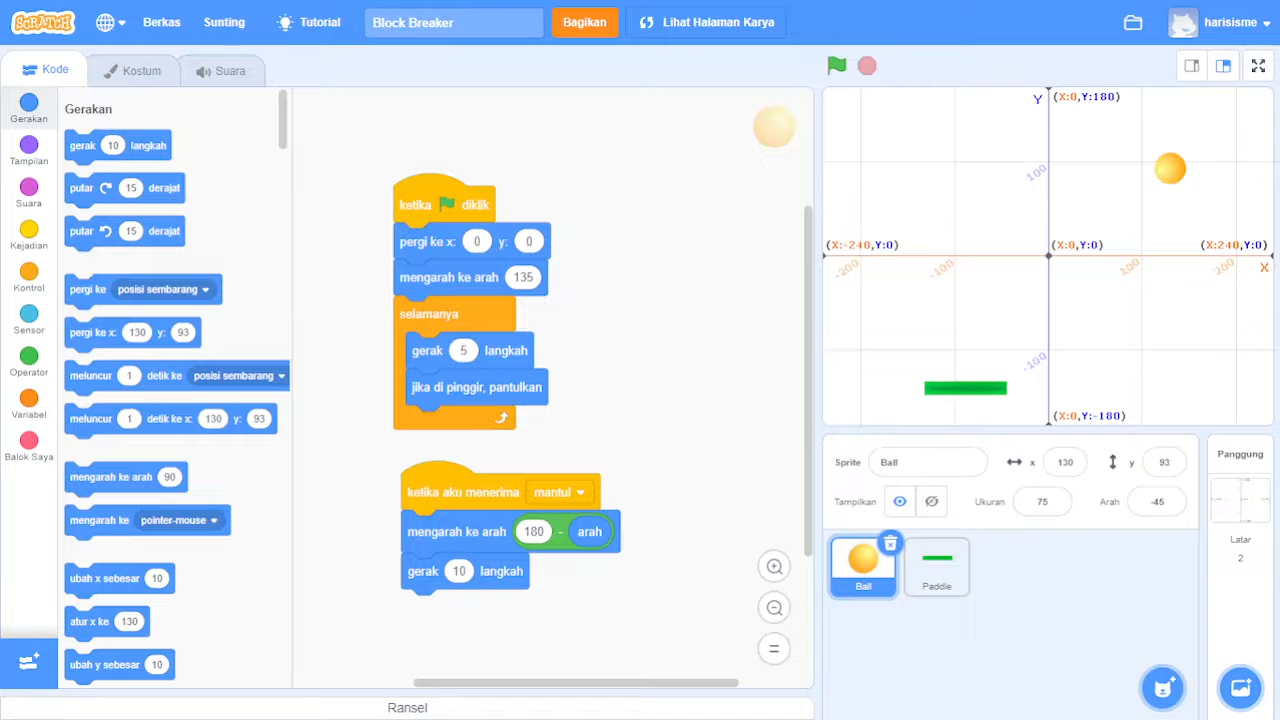 SCRATCH
Berkas
Sunting
Tutorial
Block Breaker
Bagikan
Lihat Halaman Karya
harisisme
Kode
Kostum
Suara
Gerakan
Tampilan
Suara
Kejadian
Kontrol
Sensor
Operator
Variabel
Balok Saya
Gerakan
gerak 10 langkah
putar 15 derajat
putar 15 derajat
pergi ke posisi sembarang
pergi ke x: 130 y: 93
meluncur 1 detik ke posisi sembarang
meluncur 1 detik ke x: 130 y: 93
mengarah ke arah 90
mengarah ke pointer-mouse
ubah x sebesar 10
atur x ke 130
ubah y sebesar 10
ketika diklik
pergi ke x: 0 y: 0
mengarah ke arah 135
selamanya
gerak 5 langkah
jika di pinggir, pantulkan
ketika aku menerima mantul
mengarah ke arah 180 - arah
gerak 10 langkah
Ransel
Y (X:0,Y:180)
100
(X:-240,Y:0)
(X:0,Y:0)
(X:240,Y:0)
-200
-100
100
200
X
-100
(X:0,Y:-180)
Sprite Ball x 130 y 93
Tampilkan Ukuran 75 Arah -45
Ball
Paddle
Panggung
Latar
2